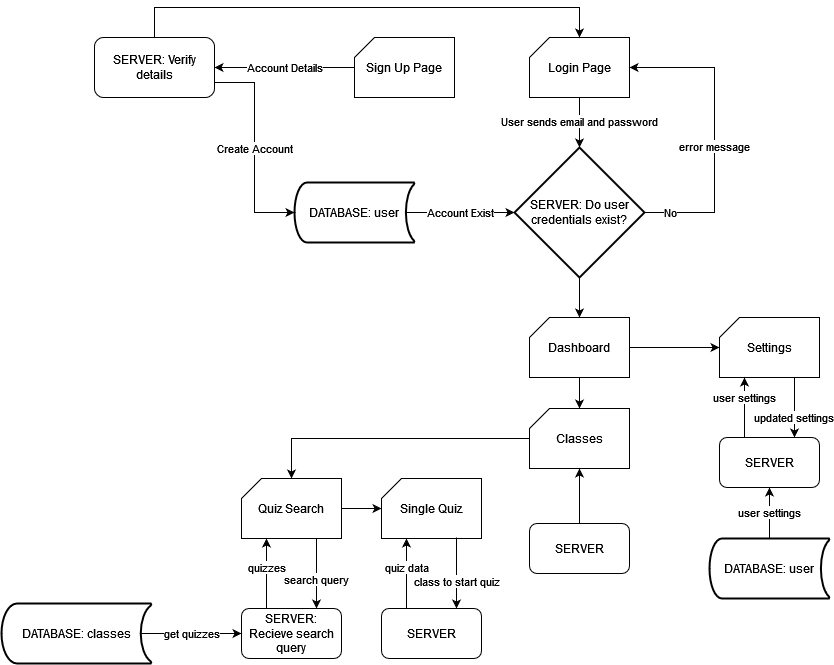 SERVER: Verify
details
Account Details
Sign Up Page
Login Page
User sends email and password
error message
Create Account
DATABASE: user
Account Exist
SERVER: Do user
credentials exist?
No
Dashboard
Settings
user settings
updated settings
Classes
SERVER
user settings
DATABASE: user
SERVER
Quiz Search
Single Quiz
quizzes
search query
quiz data
class to start quiz
DATABASE: classes
get quizzes
SERVER:
Recieve search
query
SERVER